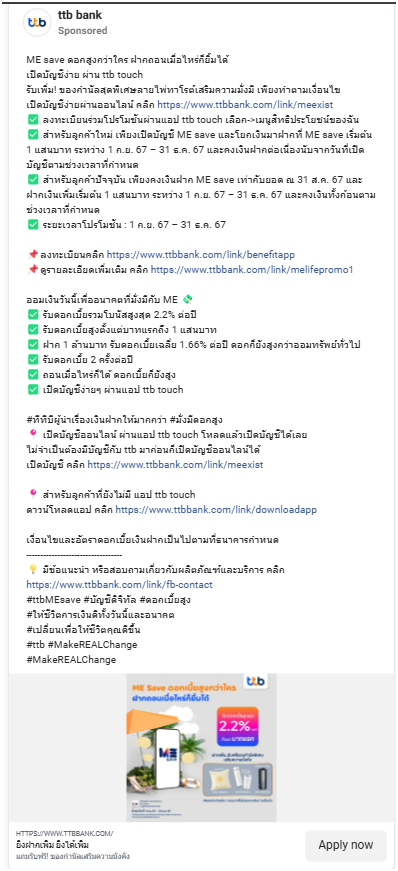 ttb bank
Sponsored
ME save ดอกสูงกว่าใคร ฝากถอนเมื่อไหร่ก็ยิ้มได้
เปิดบัญชีง่าย ผ่าน ttb touch
รับเพิ่ม! ของกำนัลสุดพิเศษลายไพ่ทาโรต์เสริมความมั่งมี เพียงทำตามเงื่อนไข
เปิดบัญชีง่ายผ่านออนไลน์ คลิก https://www.ttbbank.com/link/meexist
✅ ลงทะเบียนร่วมโปรโมชันผ่านแอป ttb touch เลือก->เมนูสิทธิประโยชน์ของฉัน
✅ สำหรับลูกค้าใหม่ เพียงเปิดบัญชี ME save และโยกเงินมาฝากที่ ME save เริ่มต้น
1 แสนบาท ระหว่าง 1 ก.ย. 67 – 31 ธ.ค. 67 และคงเงินฝากต่อเนื่องนับจากวันที่เปิด
บัญชีตามช่วงเวลาที่กำหนด
✅ สำหรับลูกค้าปัจจุบัน เพียงคงเงินฝาก ME save เท่ากับยอด ณ 31 ส.ค. 67 และ
ฝากเงินเพิ่มเริ่มต้น 1 แสนบาท ระหว่าง 1 ก.ย. 67 – 31 ธ.ค. 67 และคงเงินทั้งก้อนตาม
ช่วงเวลาที่กำหนด
✅ ระยะเวลาโปรโมชัน : 1 ก.ย. 67 – 31 ธ.ค. 67
📌ลงทะเบียนคลิก https://www.ttbbank.com/link/benefitapp
📌ดูรายละเอียดเพิ่มเติม คลิก https://www.ttbbank.com/link/melifepromo1
ออมเงินวันนี้เพื่ออนาคตที่มั่งมีกับ ME 💸
✅ รับดอกเบี้ยรวมโบนัสสูงสุด 2.2% ต่อปี
✅ รับดอกเบี้ยสูงตั้งแต่บาทแรกถึง 1 แสนบาท
✅ ฝาก 1 ล้านบาท รับดอกเบี้ยเฉลี่ย 1.66% ต่อปี ดอกก็ยังสูงกว่าออมทรัพย์ทั่วไป
✅ รับดอกเบี้ย 2 ครั้งต่อปี
✅ ถอนเมื่อไหร่ก็ได้ ดอกเบี้ยก็ยังสูง
✅ เปิดบัญชีง่ายๆ ผ่านแอป ttb touch
#ทีทีบีผู้นำเรื่องเงินฝากให้มากกว่า #มั่งมีดอกสูง
📍 เปิดบัญชีออนไลน์ ผ่านแอป ttb touch โหลดแล้วเปิดบัญชีได้เลย
ไม่จำเป็นต้องมีบัญชีกับ ttb มาก่อนก็เปิดบัญชีออนไลน์ได้
เปิดบัญชี คลิก https://www.ttbbank.com/link/meexist
📍 สำหรับลูกค้าที่ยังไม่มี แอป ttb touch
ดาวน์โหลดแอป คลิก https://www.ttbbank.com/link/downloadapp
เงื่อนไขและอัตราดอกเบี้ยเงินฝากเป็นไปตามที่ธนาคารกำหนด
----------------------------------
💡 มีข้อแนะนำ หรือสอบถามเกี่ยวกับผลิตภัณฑ์และบริการ คลิก
https://www.ttbbank.com/link/fb-contact
#ttbMEsave #บัญชีดิจิทัล #ดอกเบี้ยสูง
#ให้ชีวิตการเงินดีทั้งวันนี้และอนาคต
#เปลี่ยนเพื่อให้ชีวิตคุณดีขึ้น
#ttb #MakeREALChange
#MakeREALChange
ttb
ME Save ดอกเบี้ยสูงกว่าใคร
ฝากถอนเมื่อไหร่ก็ยิ้มได้
2.2%
ME
HTTPS://WWW.TTBBANK.COM/
ยิ่งฝากเพิ่ม ยิ่งได้เพิ่ม
แถมรับฟรี! ของกำนัลเสริมความมั่งคั่ง
Apply now